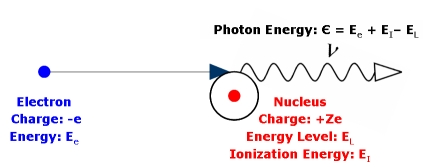 Photon Energy: Є = Ee + EI– EL
ν
Electron
Charge: -e
Energy: Ee
Nucleus
Charge: +Ze
Energy Level: EL
Ionization Energy: EI